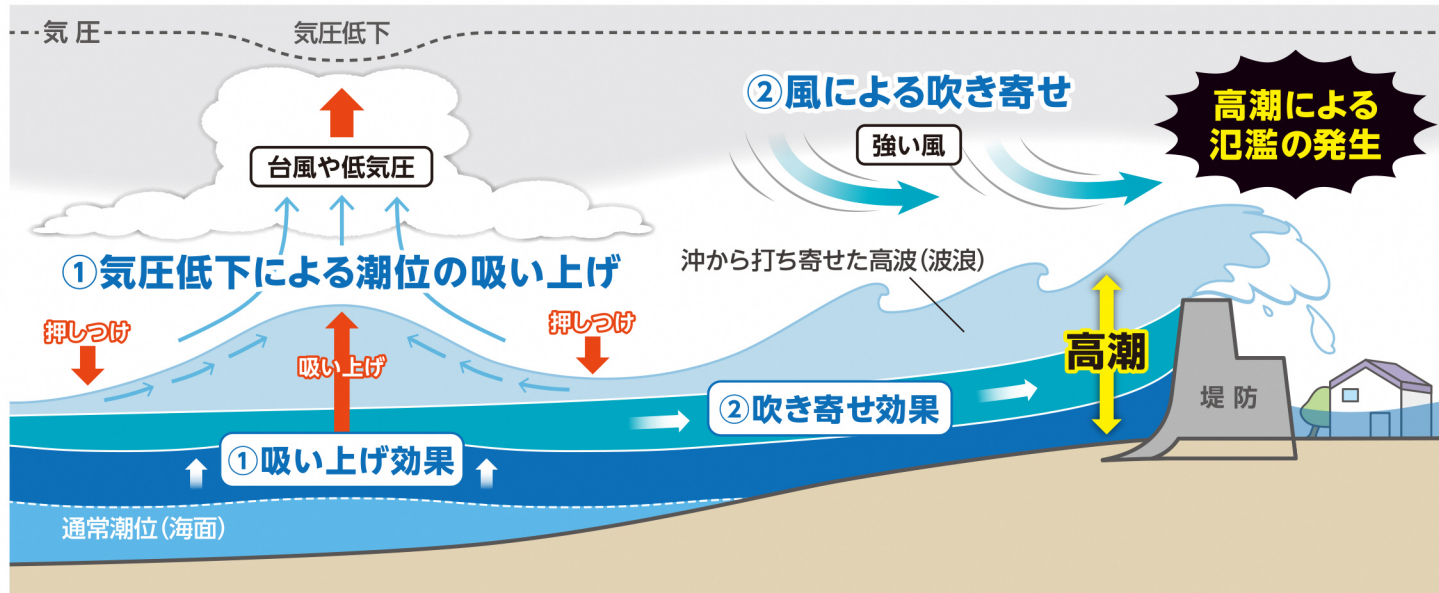 気圧
気圧低下
②風による吹き寄せ
高潮による
氾濫の発生
強い風
台風や低気圧
①気圧低下による潮位の吸い上げ
沖から打ち寄せた高波(波浪)
押しつけ
押しつけ
吸い上げ
高潮
②吹き寄せ効果
堤防
①吸い上げ効果
通常潮位(海面)